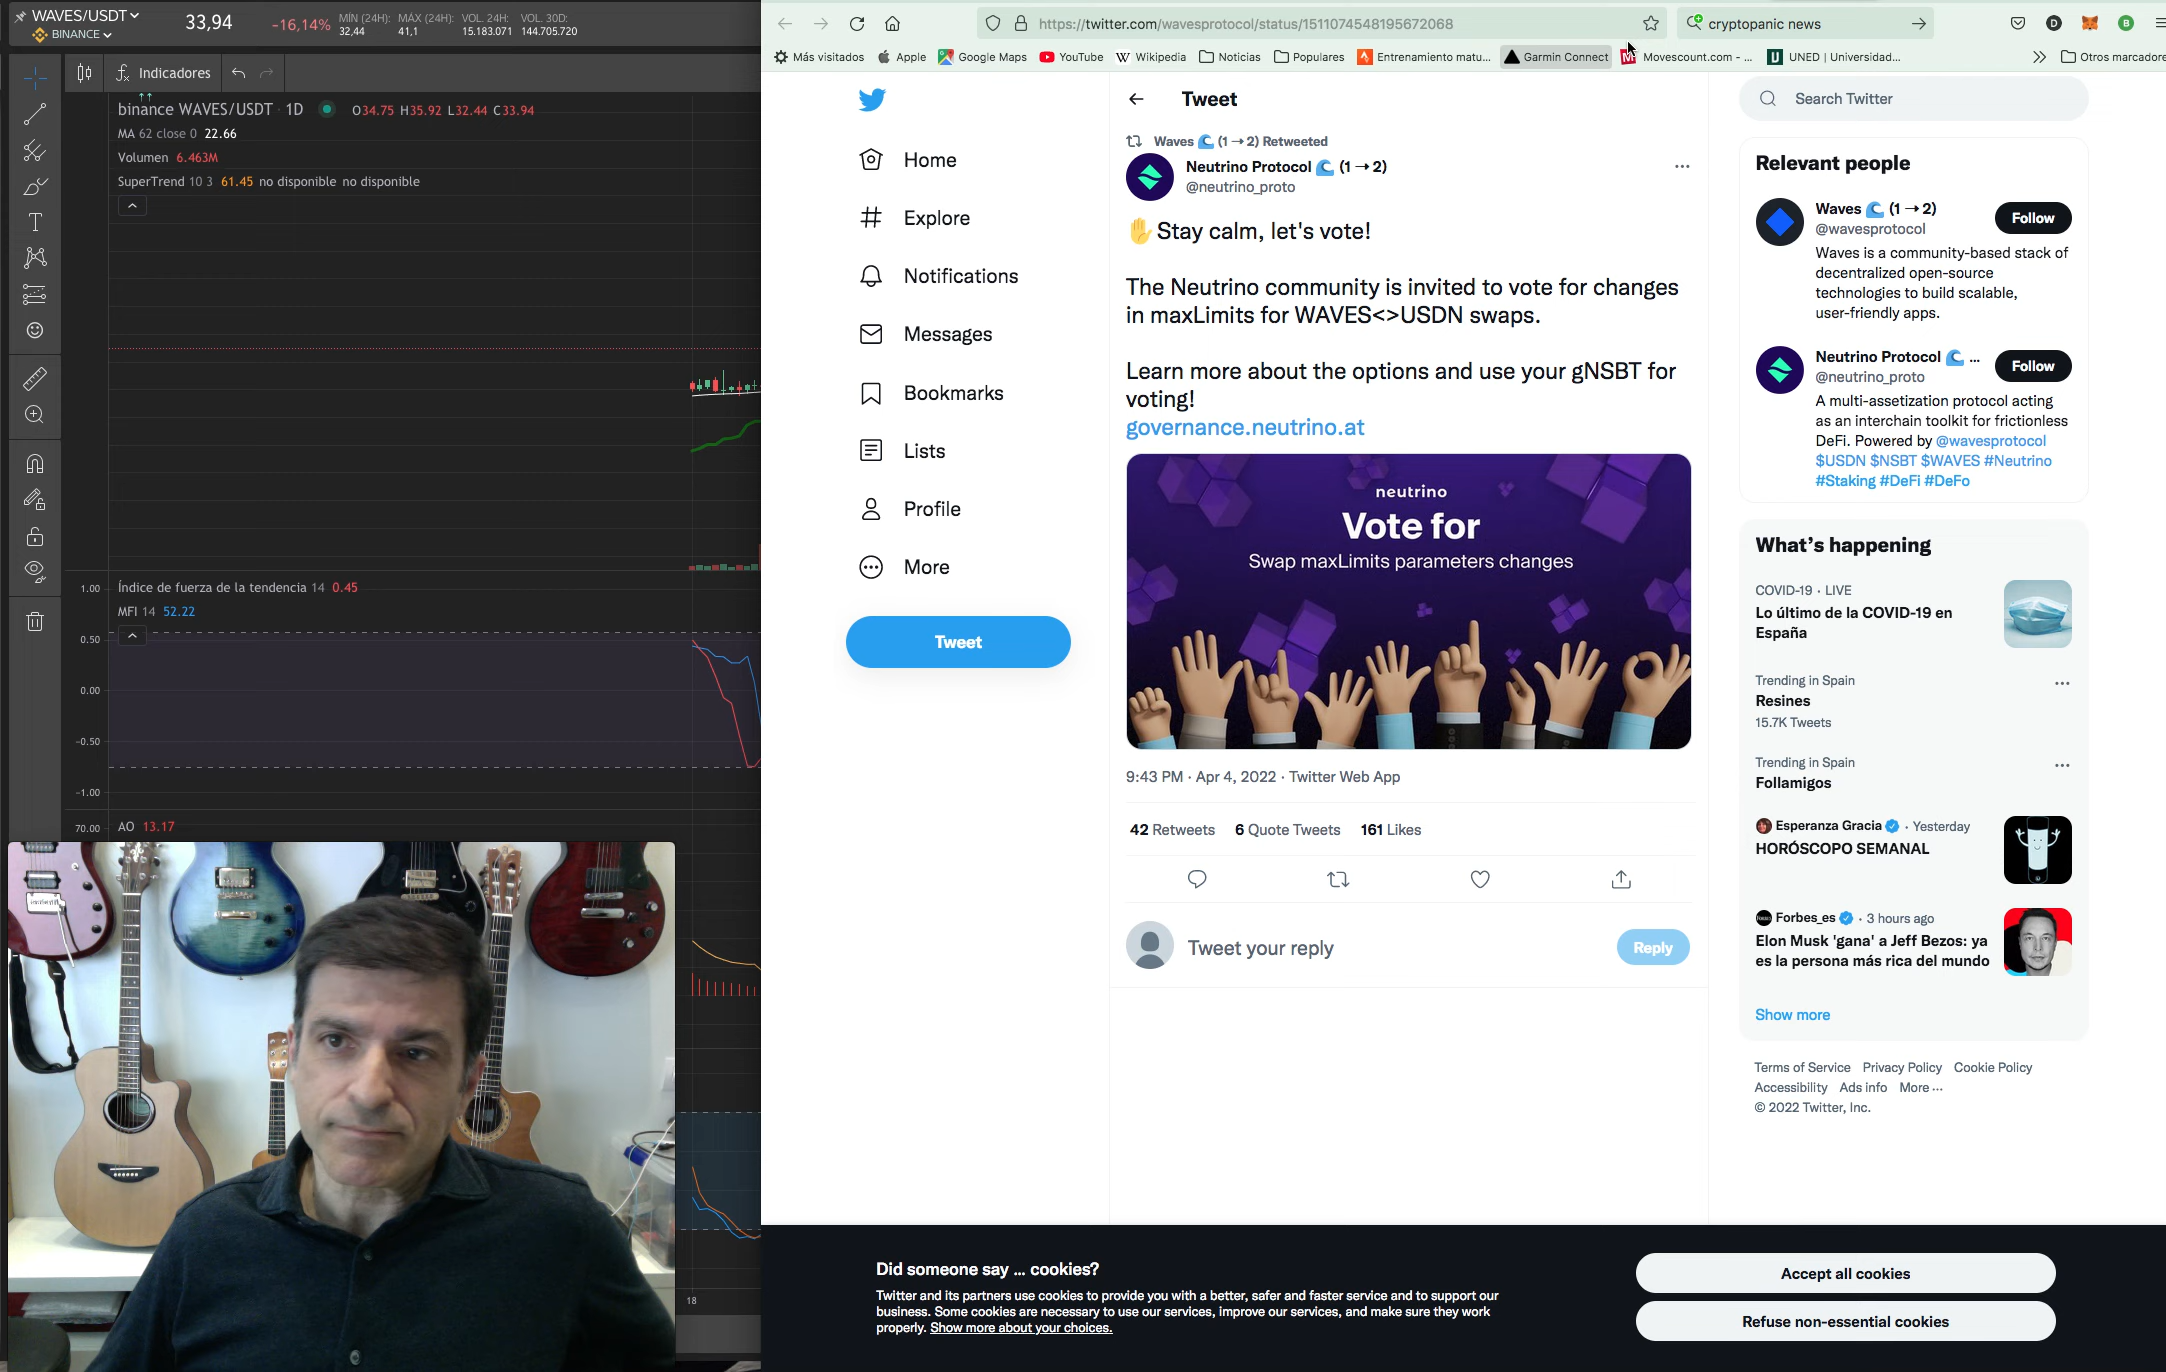 WAVES/USDT
BINANCE
33,94
-16,14%
MÍN (24H): MÁX (24H): VOL. 24H: VOL. 30D:
32,44 41,1 15.183.071 144.705.720
Indicadores
binance WAVES/USDT · 1D O34.75 H35.92 L32.44 C33.94
MA 62 close 0 22.66
Volumen 6.463M
SuperTrend 10 3 61.45 no disponible no disponible
1.00
Índice de fuerza de la tendencia 14 0.45
MFI 14 52.22
0.50
0.00
-0.50
-1.00
70.00
AO 13.17
18
https://twitter.com/wavesprotocol/status/1511074548195672068
cryptopanic news
D
B
Más visitados Apple Google Maps YouTube Wikipedia Noticias Populares Entrenamiento matu... Garmin Connect Movescount.com - ... UNED | Universidad...
Otros marcadore
Home
Explore
Notifications
Messages
Bookmarks
Lists
Profile
More
Tweet
Tweet
Waves 🌊 (1➝2) Retweeted
Neutrino Protocol 🌊 (1➝2)
@neutrino_proto
✋ Stay calm, let's vote!
The Neutrino community is invited to vote for changes
in maxLimits for WAVES<>USDN swaps.
Learn more about the options and use your gNSBT for
voting!
governance.neutrino.at
neutrino
Vote for
Swap maxLimits parameters changes
9:43 PM · Apr 4, 2022 · Twitter Web App
42 Retweets 6 Quote Tweets 161 Likes
Tweet your reply
Reply
Search Twitter
Relevant people
Waves 🌊 (1➝2)
@wavesprotocol
Follow
Waves is a community-based stack of
decentralized open-source
technologies to build scalable,
user-friendly apps.
Neutrino Protocol 🌊 ...
@neutrino_proto
Follow
A multi-assetization protocol acting
as an interchain toolkit for frictionless
DeFi. Powered by @wavesprotocol
$USDN $NSBT $WAVES #Neutrino
#Staking #DeFi #DeFo
What's happening
COVID-19 · LIVE
Lo último de la COVID-19 en
España
Trending in Spain
Resines
15.7K Tweets
Trending in Spain
Follamigos
Esperanza Gracia · Yesterday
HORÓSCOPO SEMANAL
Forbes_es · 3 hours ago
Elon Musk 'gana' a Jeff Bezos: ya
es la persona más rica del mundo
Show more
Terms of Service Privacy Policy Cookie Policy
Accessibility Ads info More ...
© 2022 Twitter, Inc.
Did someone say ... cookies?
Twitter and its partners use cookies to provide you with a better, safer and faster service and to support our
business. Some cookies are necessary to use our services, improve our services, and make sure they work
properly. Show more about your choices.
Accept all cookies
Refuse non-essential cookies